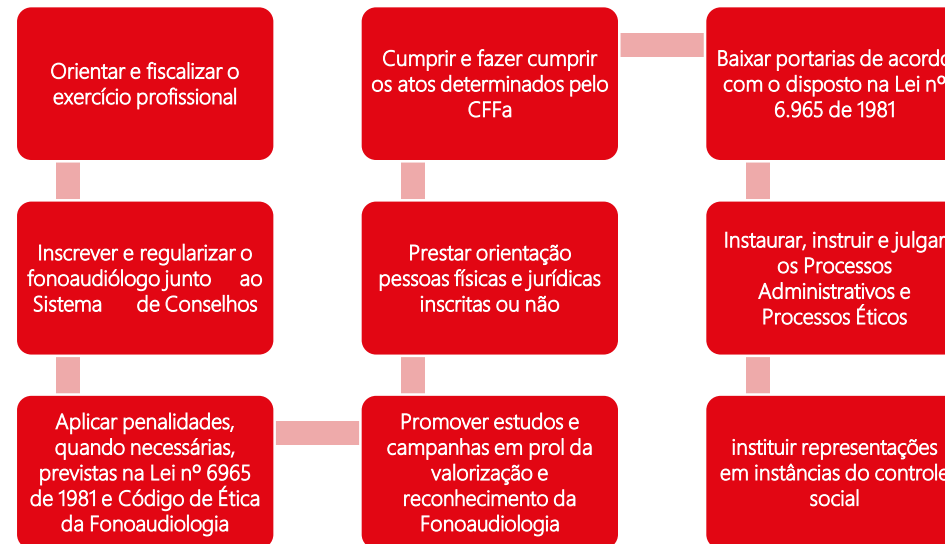 Orientar e fiscalizar o
exercício profissional
Inscrever e regularizar o
fonoaudiólogo junto ao
Sistema de Conselhos
Aplicar penalidades,
quando necessárias,
previstas na Lei nº 6965
de 1981 e Código de Ética
da Fonoaudiologia
Promover estudos e
campanhas em prol da
valorização e
reconhecimento da
Fonoaudiologia
Prestar orientação
pessoas físicas e jurídicas
inscritas ou não
Cumprir e fazer cumprir
os atos determinados pelo
CFFa
Baixar portarias de acordo
com o disposto na Lei nº
6.965 de 1981
Instaurar, instruir e julgar
os Processos
Administrativos e
Processos Éticos
instituir representações
em instâncias do controle
social